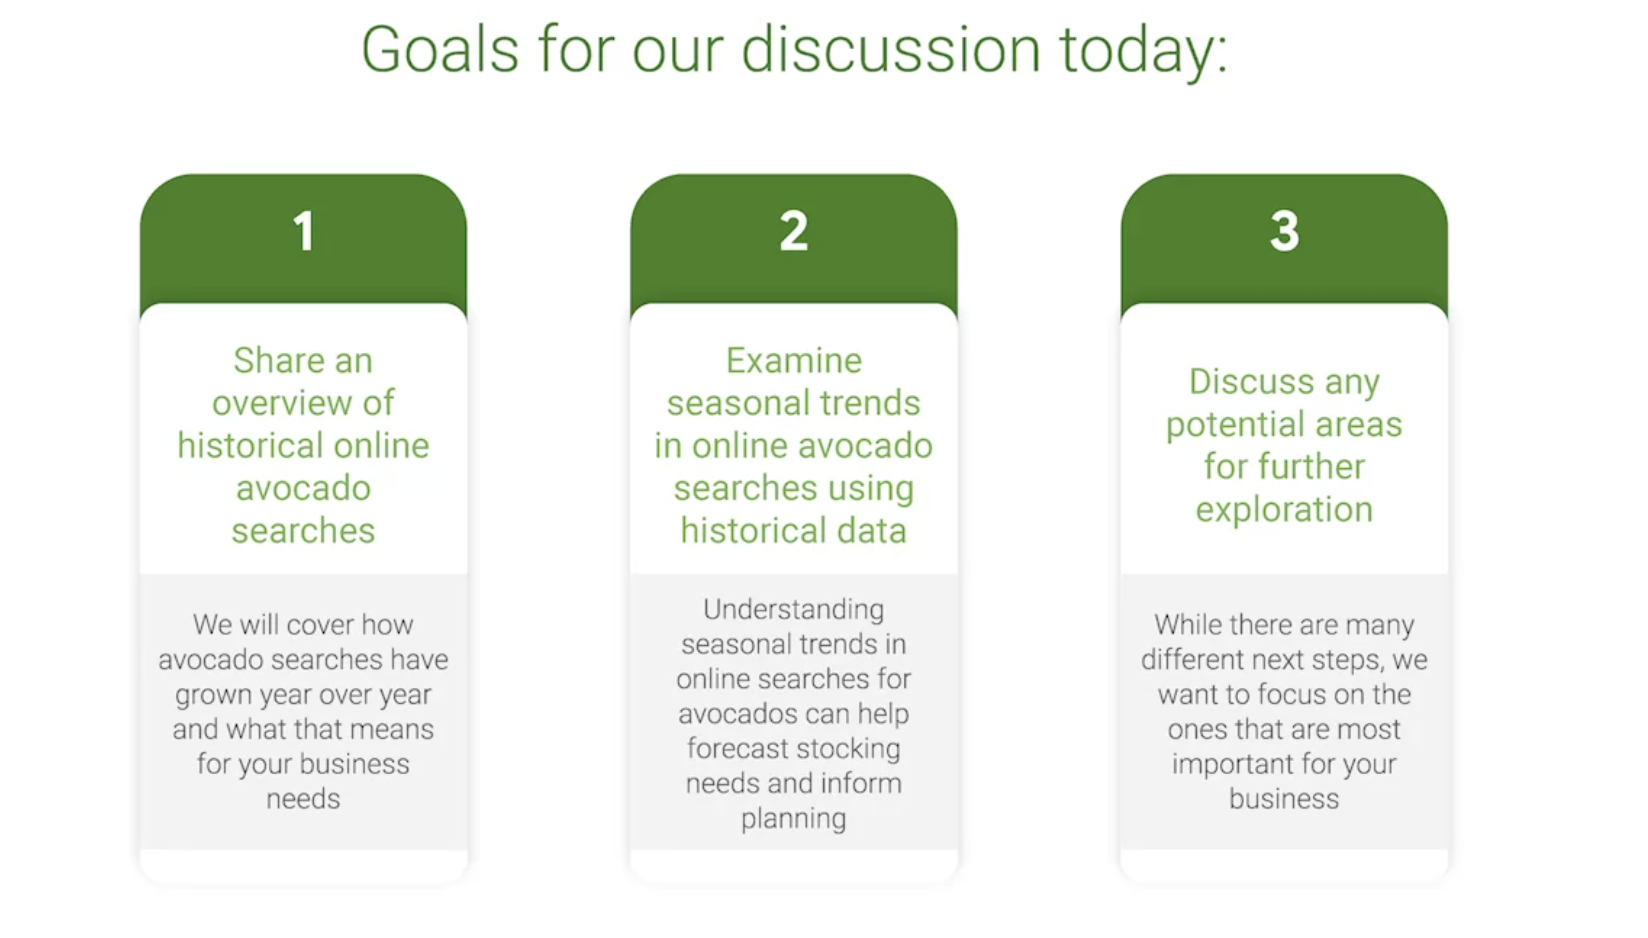 Goals for our discussion today:
1
Share an
overview of
historical online
avocado
searches
We will cover how
avocado searches have
grown year over year
and what that means
for your business
needs
2
Examine
seasonal trends
in online avocado
searches using
historical data
Understanding
seasonal trends in
online searches for
avocados can help
forecast stocking
needs and inform
planning
3
Discuss any
potential areas
for further
exploration
While there are many
different next steps, we
want to focus on the
ones that are most
important for your
business